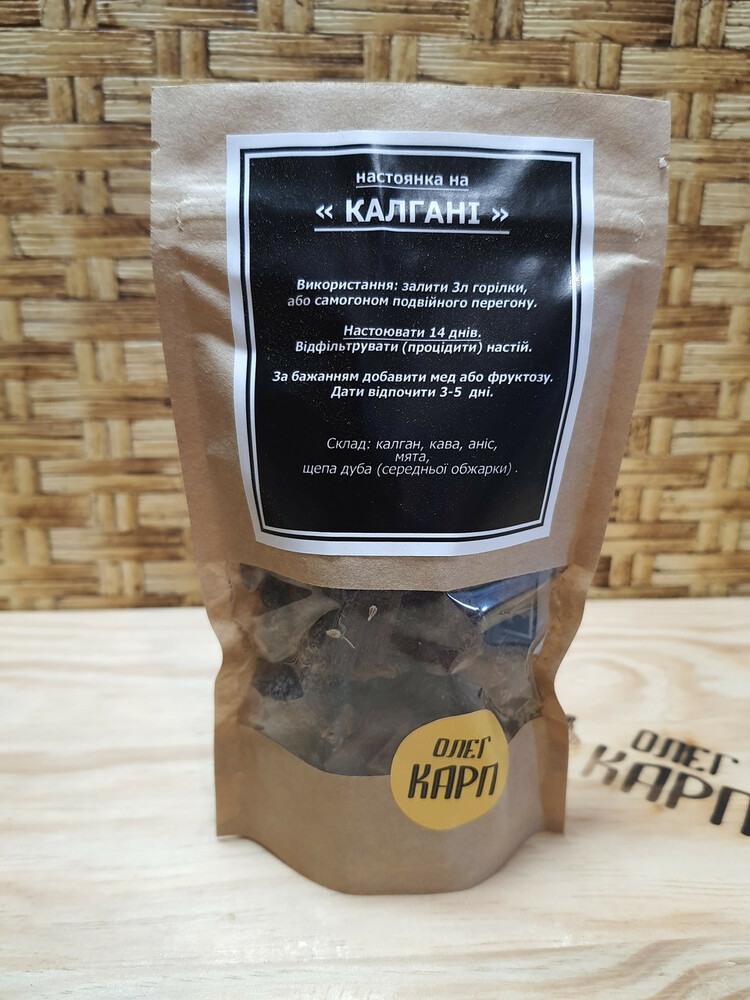 настоянка на
« КАЛГАНІ »
Використання: залити 3л горілки,
або самогоном подвійного перегону.
Настоювати 14 днів.
Відфільтрувати (процідити) настій.
За бажанням добавити мед або фруктозу.
Дати відпочити 3-5 дні.
Склад: калган, кава, аніс,
мята,
щепа дуба (середньої обжарки).
ОЛЕГ
КАРП
ОЛЕГ
КАРП